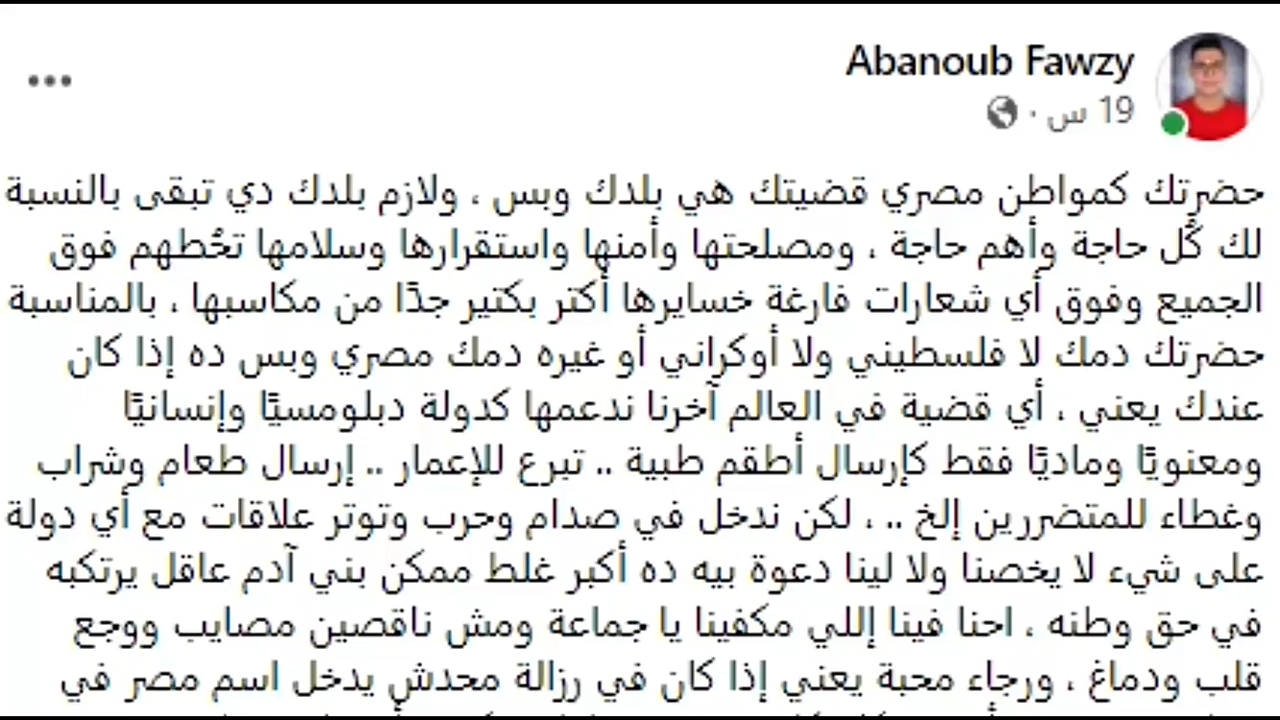 Abanoub Fawzy
19 س ·
حضرتك كمواطن مصري قضيتك هي بلدك وبس ، ولازم بلدك دي تبقى بالنسبة
لك كُل حاجة وأهم حاجة ، ومصلحتها وأمنها واستقرارها وسلامها تحُطهم فوق
الجميع وفوق أي شعارات فارغة خسايرها أكتر بكتير جدًا من مكاسبها ، بالمناسبة
حضرتك دمك لا فلسطيني ولا أوكراني أو غيره دمك مصري وبس ده إذا كان
عندك يعني ، أي قضية في العالم آخرنا ندعمها كدولة دبلومسيًا وإنسانيًا
ومعنويًا وماديًا فقط كإرسال أطقم طبية .. تبرع للإعمار .. إرسال طعام وشراب
وغطاء للمتضررين إلخ .. ، لكن ندخل في صدام وحرب وتوتر علاقات مع أي دولة
على شيء لا يخصنا ولا لينا دعوة بيه ده أكبر غلط ممكن بني آدم عاقل يرتكبه
في حق وطنه ، احنا فينا إللي مكفينا يا جماعة ومش ناقصين مصايب ووجع
قلب ودماغ ، ورجاء محبة يعني إذا كان في رزالة محدش يدخل اسم مصر في